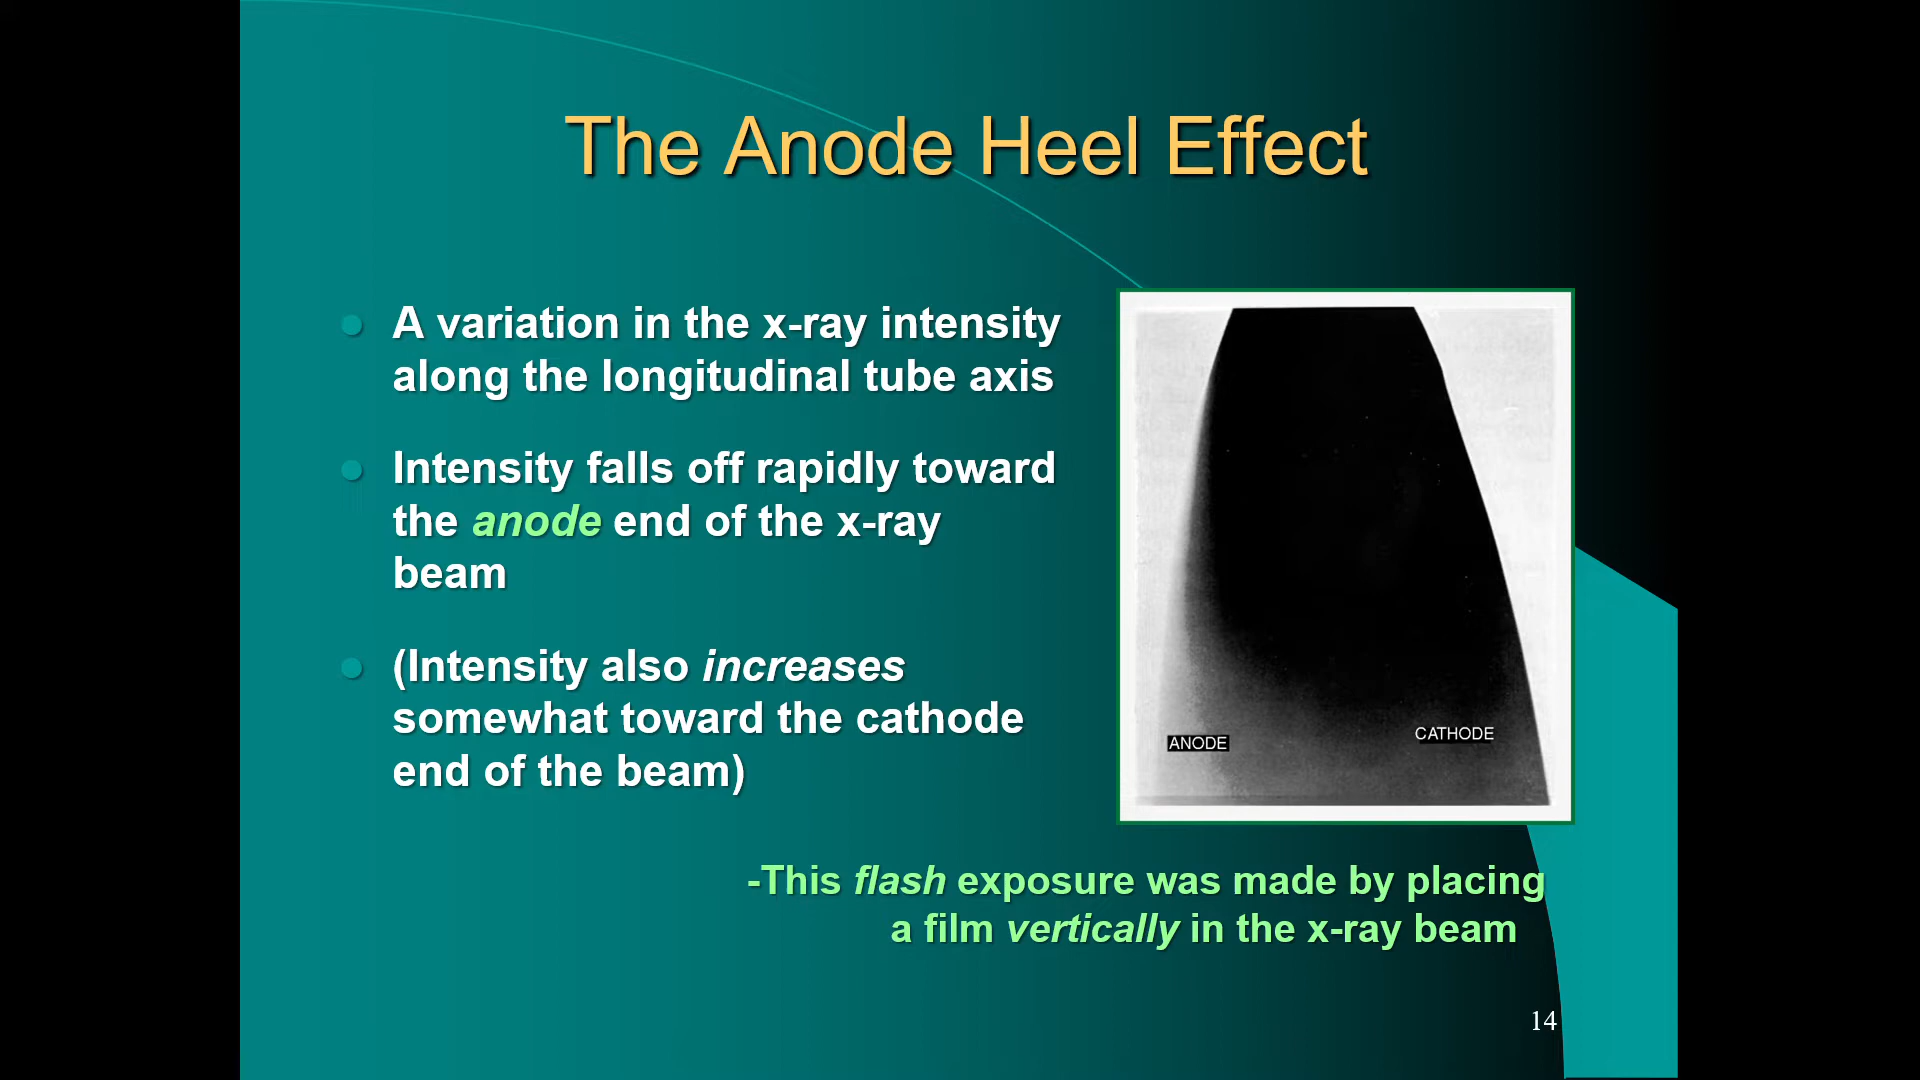 The Anode Heel Effect
A variation in the x-ray intensity
along the longitudinal tube axis
Intensity falls off rapidly toward
the anode end of the x-ray
beam
(Intensity also increases
somewhat toward the cathode
end of the beam)
ANODE
CATHODE
-This flash exposure was made by placing
a film vertically in the x-ray beam
14